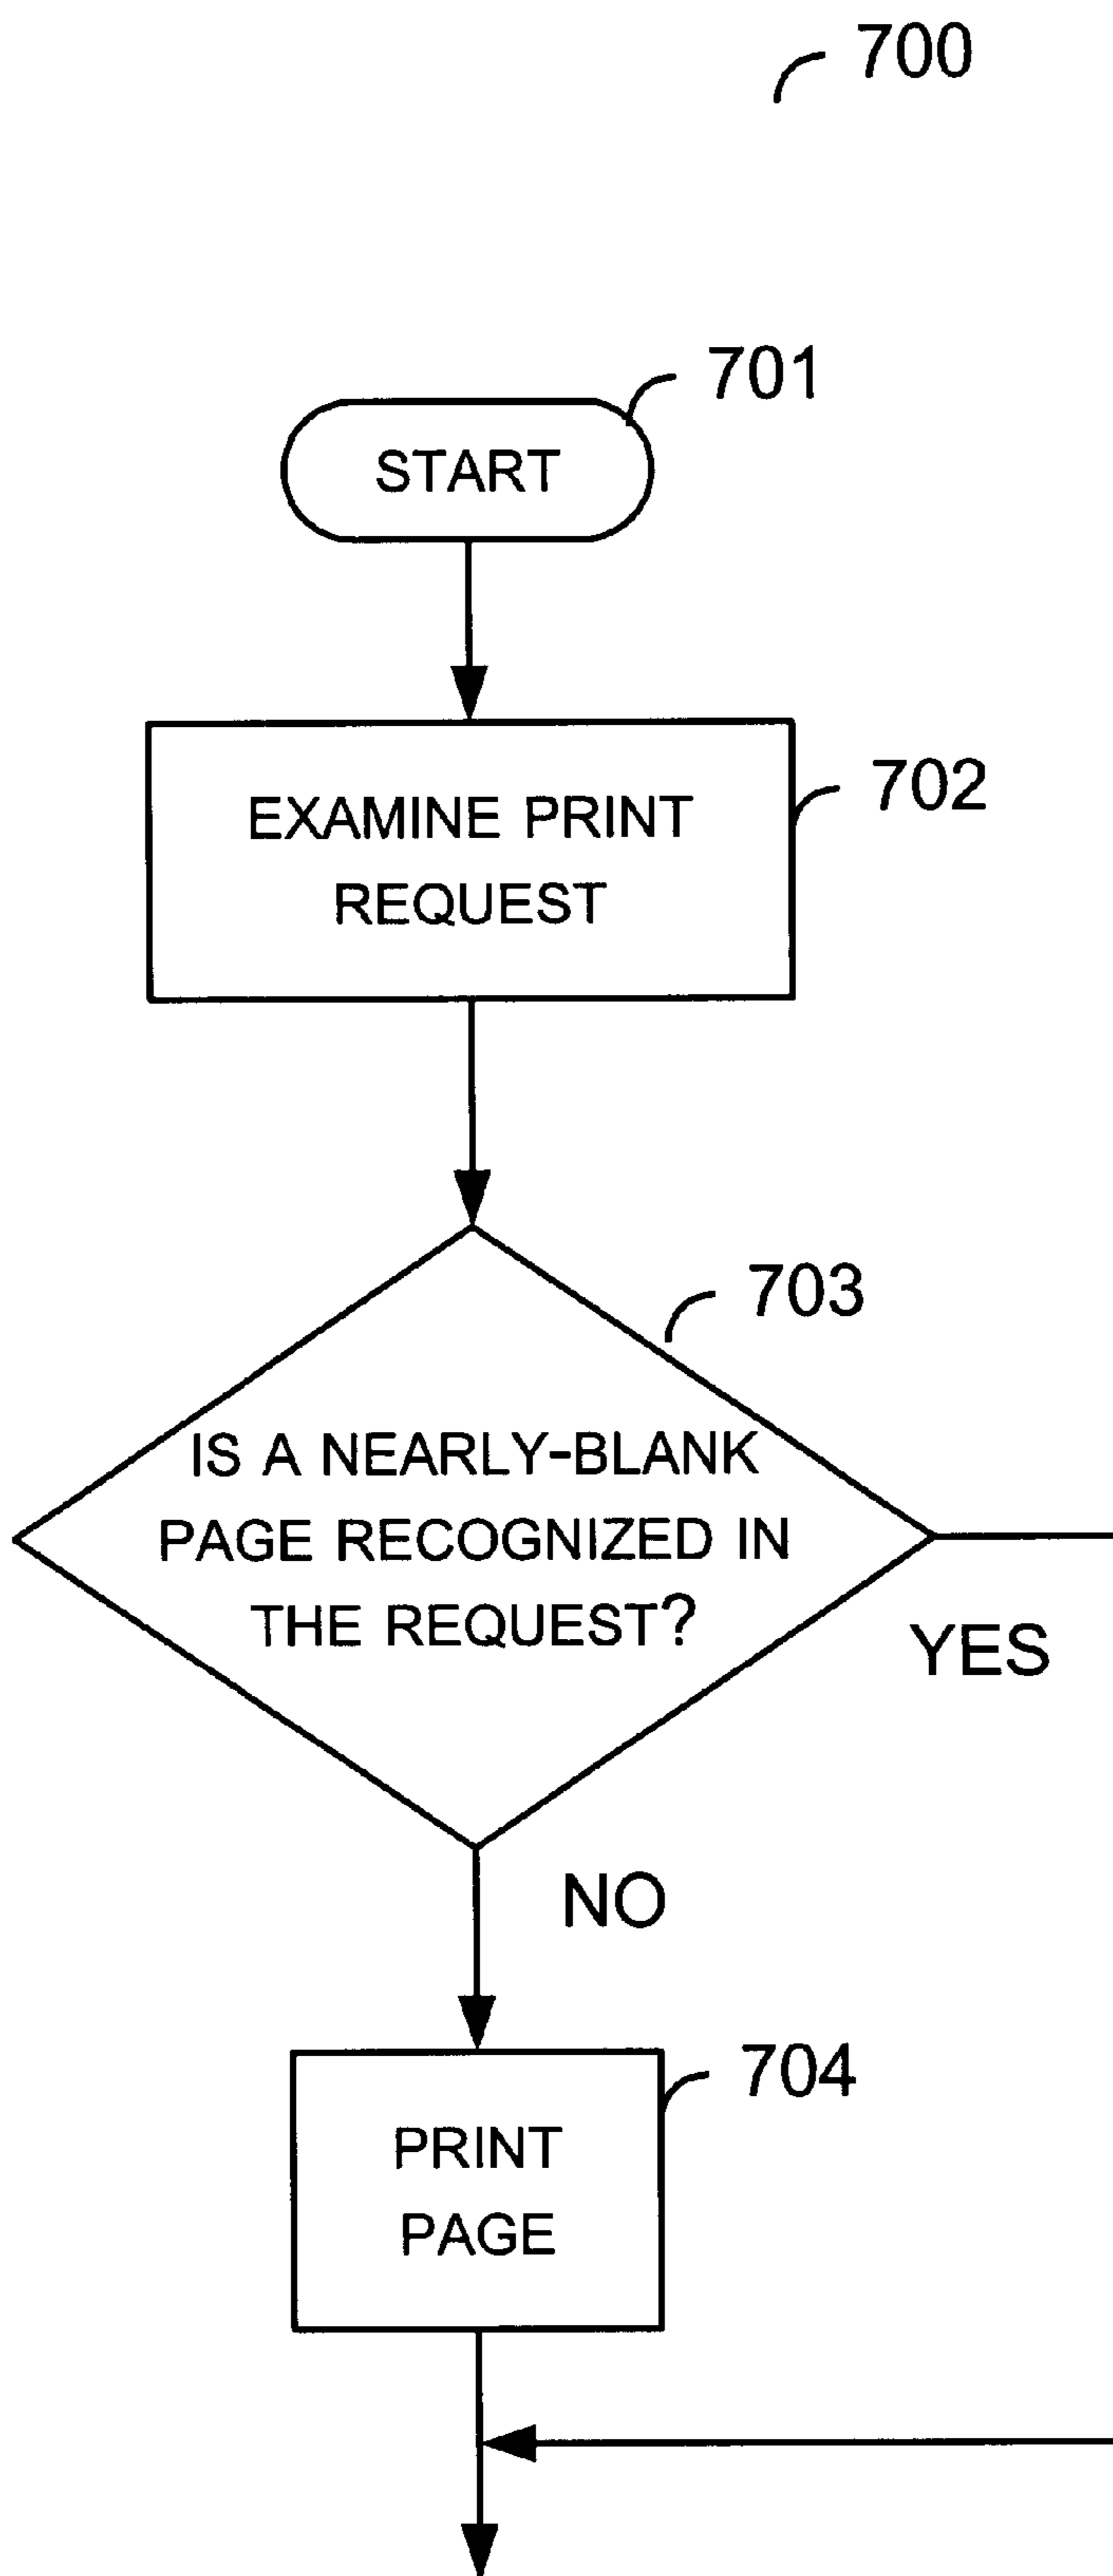 700
701
START
702
EXAMINE PRINT
REQUEST
703
IS A NEARLY-BLANK
PAGE RECOGNIZED IN
THE REQUEST?
YES
NO
704
PRINT
PAGE